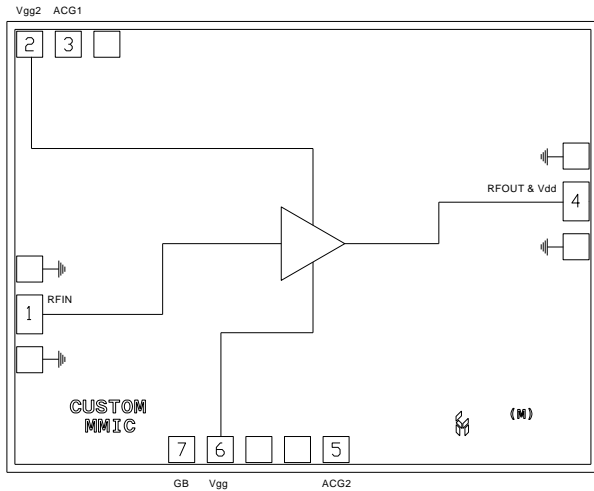 Vgg2 ACG1
2 3
RFOUT & Vdd 4
1 RFIN
CUSTOM
MMIC
(M)
7 6 5
GB Vgg ACG2